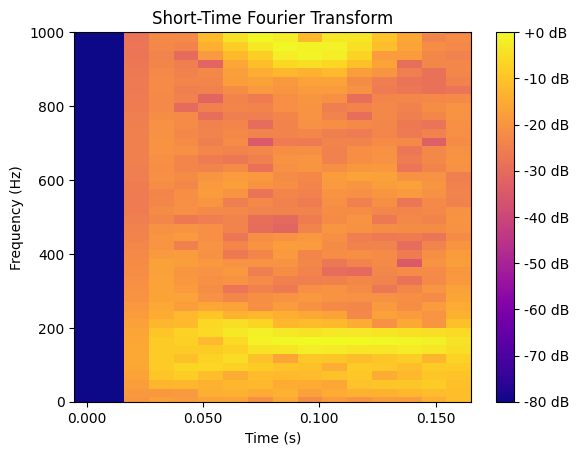 Short-Time Fourier Transform
1000
800
600
400
200
0
Frequency (Hz)
0.000
0.050
0.100
0.150
Time (s)
+0 dB
-10 dB
-20 dB
-30 dB
-40 dB
-50 dB
-60 dB
-70 dB
-80 dB